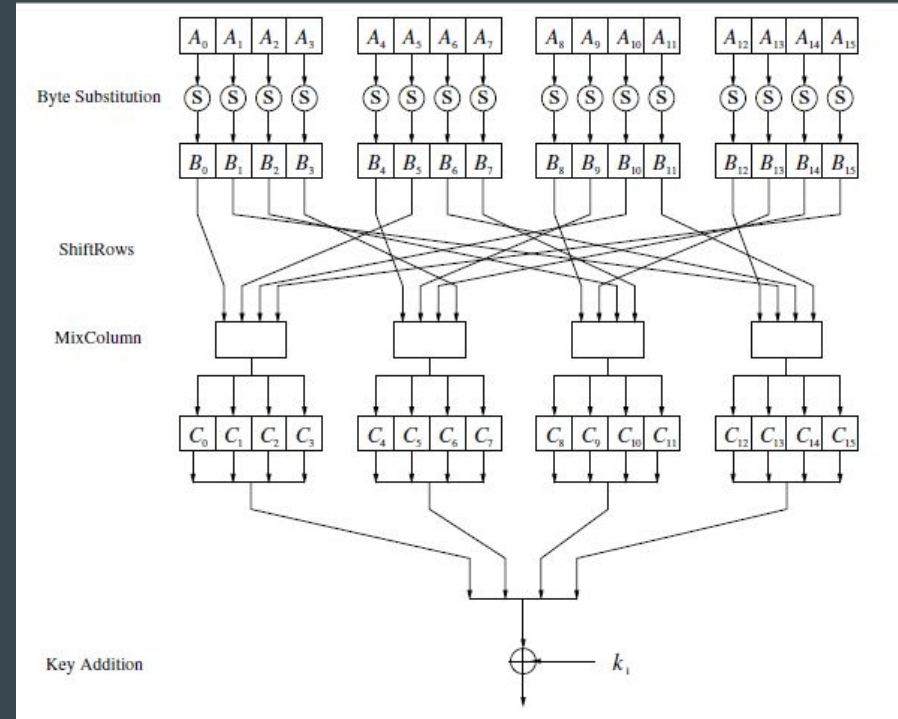 A₀ A₁ A₂ A₃ A₄ A₅ A₆ A₇ A₈ A₉ A₁₀ A₁₁ A₁₂ A₁₃ A₁₄ A₁₅
Byte Substitution S S S S S S S S S S S S S S S S
B₀ B₁ B₂ B₃ B₄ B₅ B₆ B₇ B₈ B₉ B₁₀ B₁₁ B₁₂ B₁₃ B₁₄ B₁₅
ShiftRows
MixColumn
C₀ C₁ C₂ C₃ C₄ C₅ C₆ C₇ C₈ C₉ C₁₀ C₁₁ C₁₂ C₁₃ C₁₄ C₁₅
Key Addition kᵢ